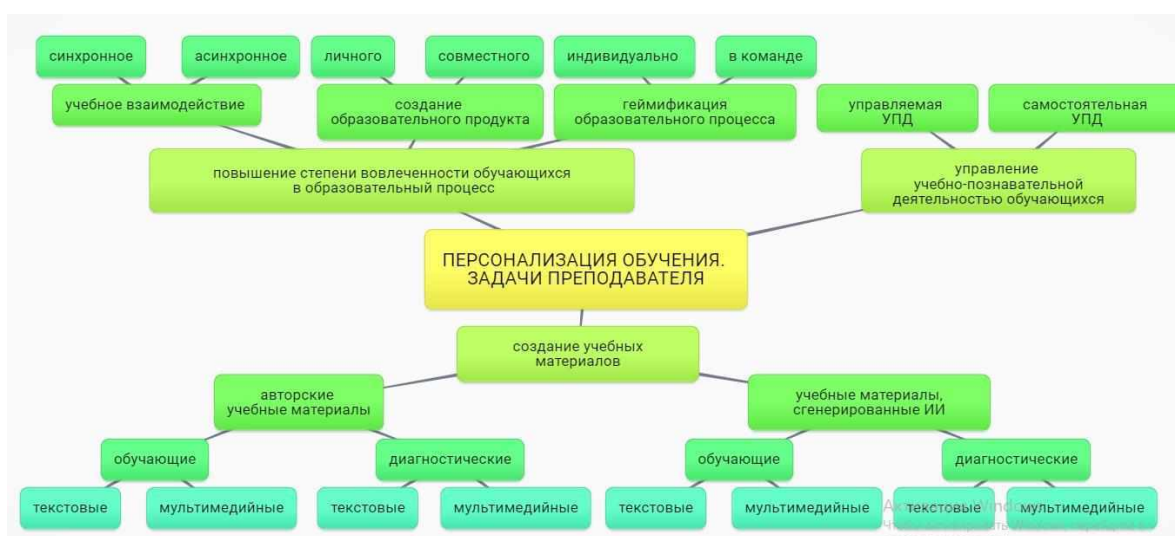 синхронное
асинхронное
личного
совместного
индивидуально
в команде
учебное взаимодействие
создание
образовательного продукта
геймификация
образовательного процесса
управляемая
УПД
самостоятельная
УПД
повышение степени вовлеченности обучающихся
в образовательный процесс
управление
учебно-познавательной
деятельностью обучающихся
ПЕРСОНАЛИЗАЦИЯ ОБУЧЕНИЯ.
ЗАДАЧИ ПРЕПОДАВАТЕЛЯ
создание учебных
материалов
авторские
учебные материалы
учебные материалы,
сгенерированные ИИ
обучающие
диагностические
обучающие
диагностические
текстовые
мультимедийные
текстовые
мультимедийные
текстовые
мультимедийные
текстовые
мультимедийные